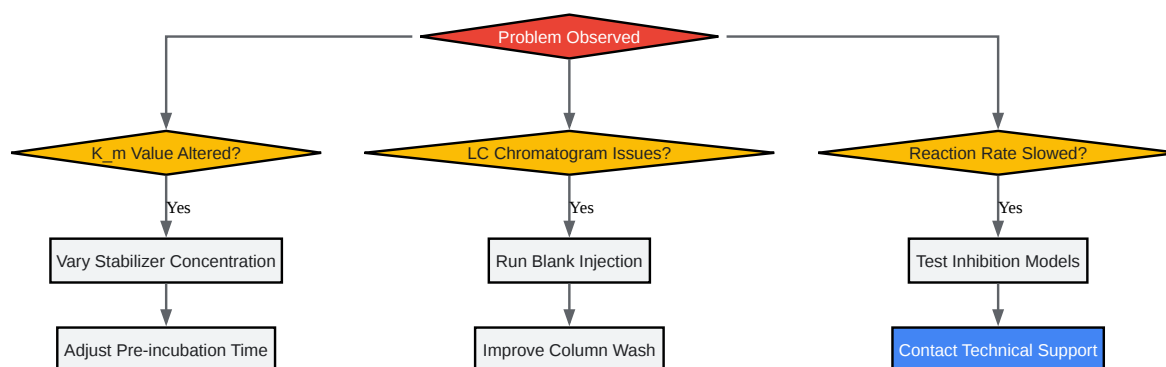 Problem Observed
K_m Value Altered?
LC Chromatogram Issues?
Reaction Rate Slowed?
Yes
Yes
Yes
Vary Stabilizer Concentration
Run Blank Injection
Test Inhibition Models
Adjust Pre-incubation Time
Improve Column Wash
Contact Technical Support